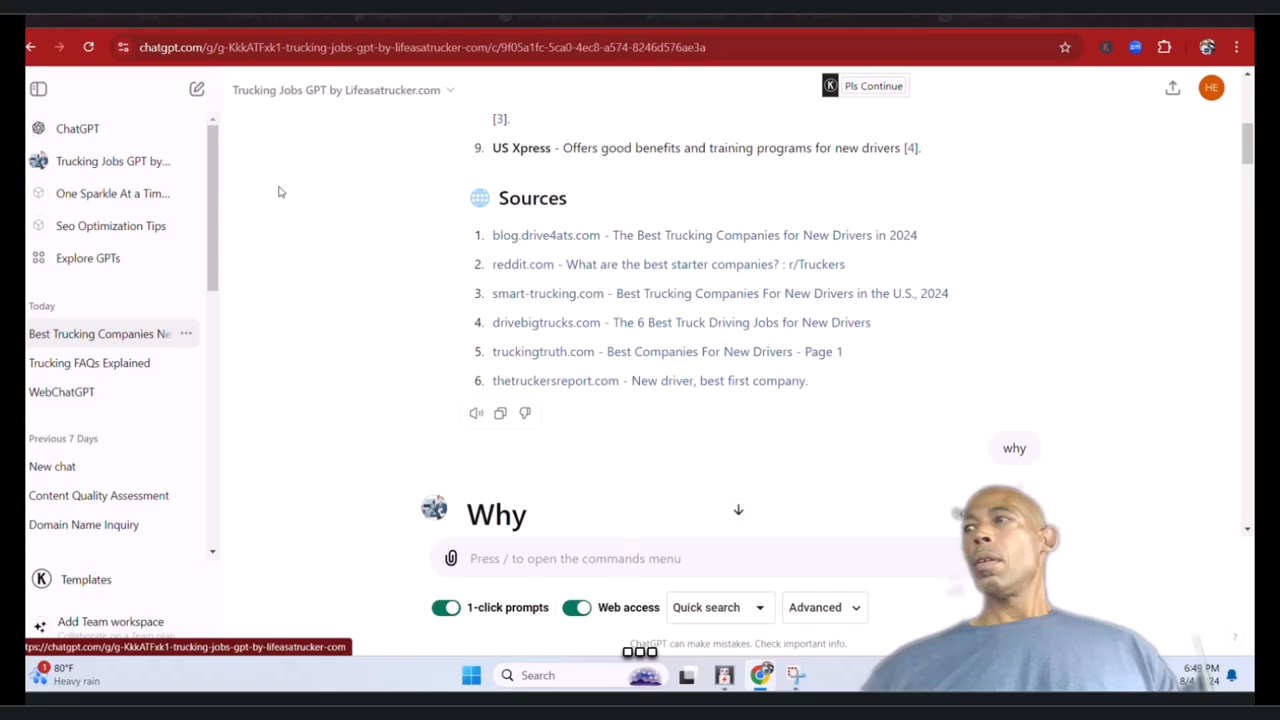 chatgpt.com/g/g-KkkATFxk1-trucking-jobs-gpt-by-lifeasatrucker.com/c/9f05a1fc-5ca0-4ec8-a574-8246d576ae3a
zm
Trucking Jobs GPT by Lifeasatrucker.com
K Pls Continue
HE
ChatGPT
Trucking Jobs GPT by...
One Sparkle At a Tim...
Seo Optimization Tips
Explore GPTs
Today
Best Trucking Companies Ne ...
Trucking FAQs Explained
WebChatGPT
Previous 7 Days
New chat
Content Quality Assessment
Domain Name Inquiry
K Templates
Add Team workspace
Collaborate on a Team plan
[3].
9. US Xpress - Offers good benefits and training programs for new drivers [4].
Sources
1. blog.drive4ats.com - The Best Trucking Companies for New Drivers in 2024
2. reddit.com - What are the best starter companies? : r/Truckers
3. smart-trucking.com - Best Trucking Companies For New Drivers in the U.S., 2024
4. drivebigtrucks.com - The 6 Best Truck Driving Jobs for New Drivers
5. truckingtruth.com - Best Companies For New Drivers - Page 1
6. thetruckersreport.com - New driver, best first company.
why
Why
Press / to open the commands menu
1-click prompts Web access Quick search Advanced
ChatGPT can make mistakes. Check important info.
?
ttps://chatgpt.com/g/g-KkkATFxk1-trucking-jobs-gpt-by-lifeasatrucker-com
1
80°F
Heavy rain
Search
6:49 PM